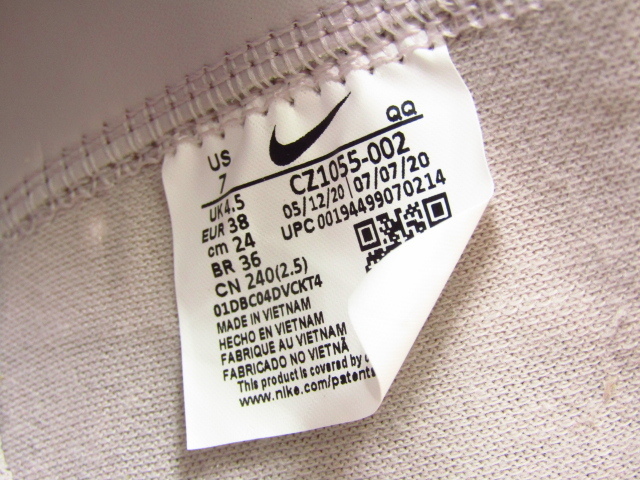 QQ
US
7
UK4.5
EUR 38
cm 24
BR 36
CN 240(2.5)
CZ1055-002
05/12/20 | 07/07/20
UPC 00194499070214
01DBC04DVCKT4
MADE IN VIETNAM
HECHO EN VIETNAM
FABRIQUE AU VIETNAM
FABRICADO NO VIETNÃ
This product is covered by
www.nike.com/patents